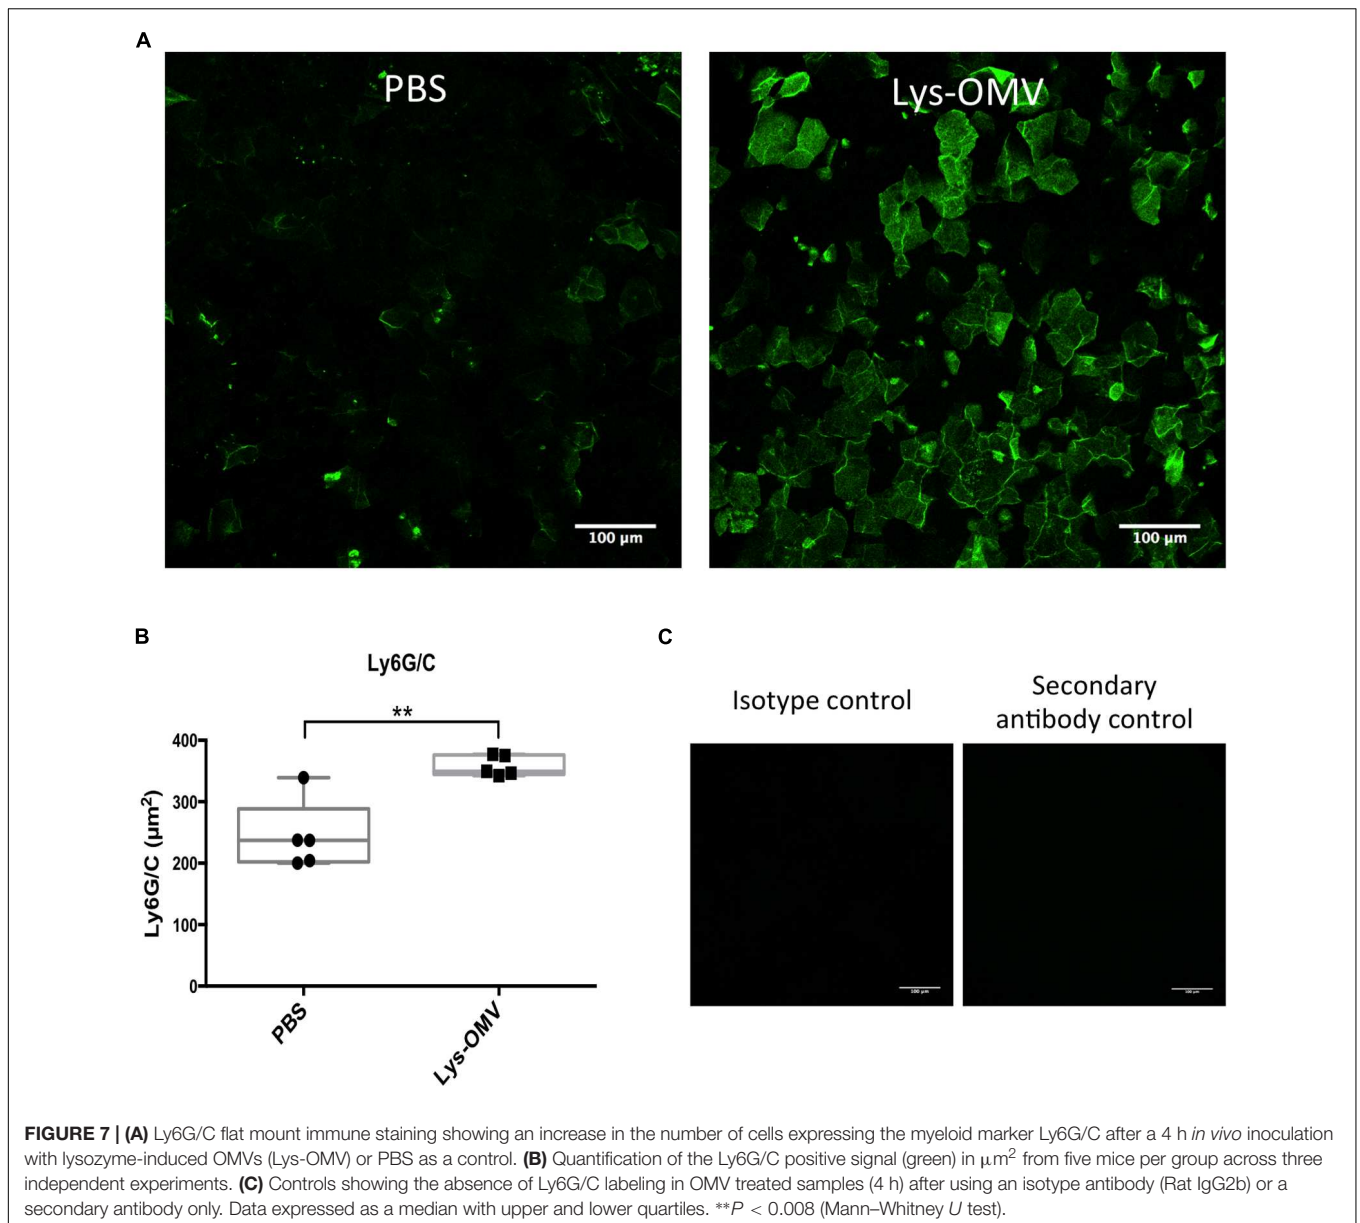 A
PBS
Lys-OMV
100 µm
100 µm
B
C
Ly6G/C
**
400
300
200
100
0
Ly6G/C (µm²)
PBS
Lys-OMV
Isotype control
Secondary
antibody control
100 µm
100 µm
FIGURE 7 | (A) Ly6G/C flat mount immune staining showing an increase in the number of cells expressing the myeloid marker Ly6G/C after a 4 h in vivo inoculation
with lysozyme-induced OMVs (Lys-OMV) or PBS as a control. (B) Quantification of the Ly6G/C positive signal (green) in µm² from five mice per group across three
independent experiments. (C) Controls showing the absence of Ly6G/C labeling in OMV treated samples (4 h) after using an isotype antibody (Rat IgG2b) or a
secondary antibody only. Data expressed as a median with upper and lower quartiles. **P < 0.008 (Mann–Whitney U test).